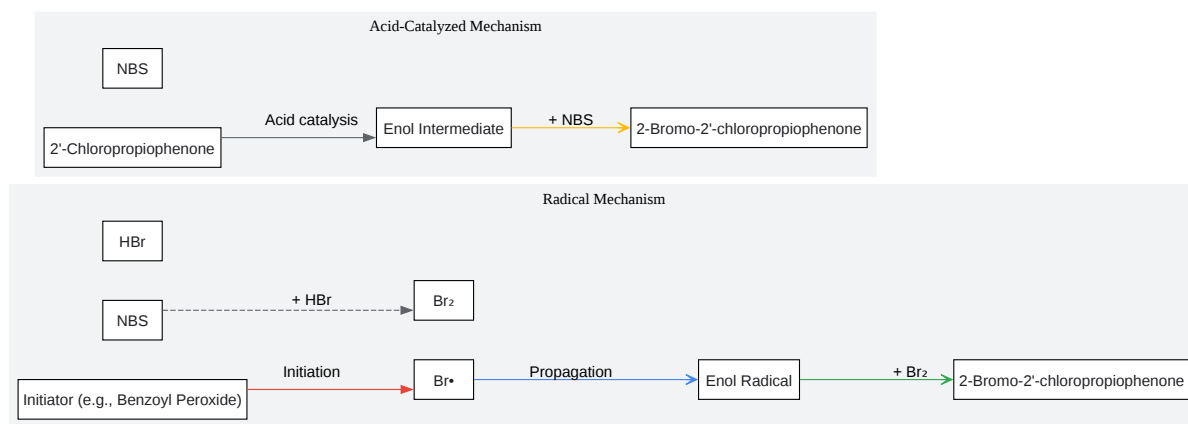 Acid-Catalyzed Mechanism
NBS
2'-Chloropropiophenone
Acid catalysis
Enol Intermediate
+ NBS
2-Bromo-2'-chloropropiophenone
Radical Mechanism
HBr
NBS
+ HBr
Br₂
Initiator (e.g., Benzoyl Peroxide)
Initiation
Br•
Propagation
Enol Radical
+ Br₂
2-Bromo-2'-chloropropiophenone